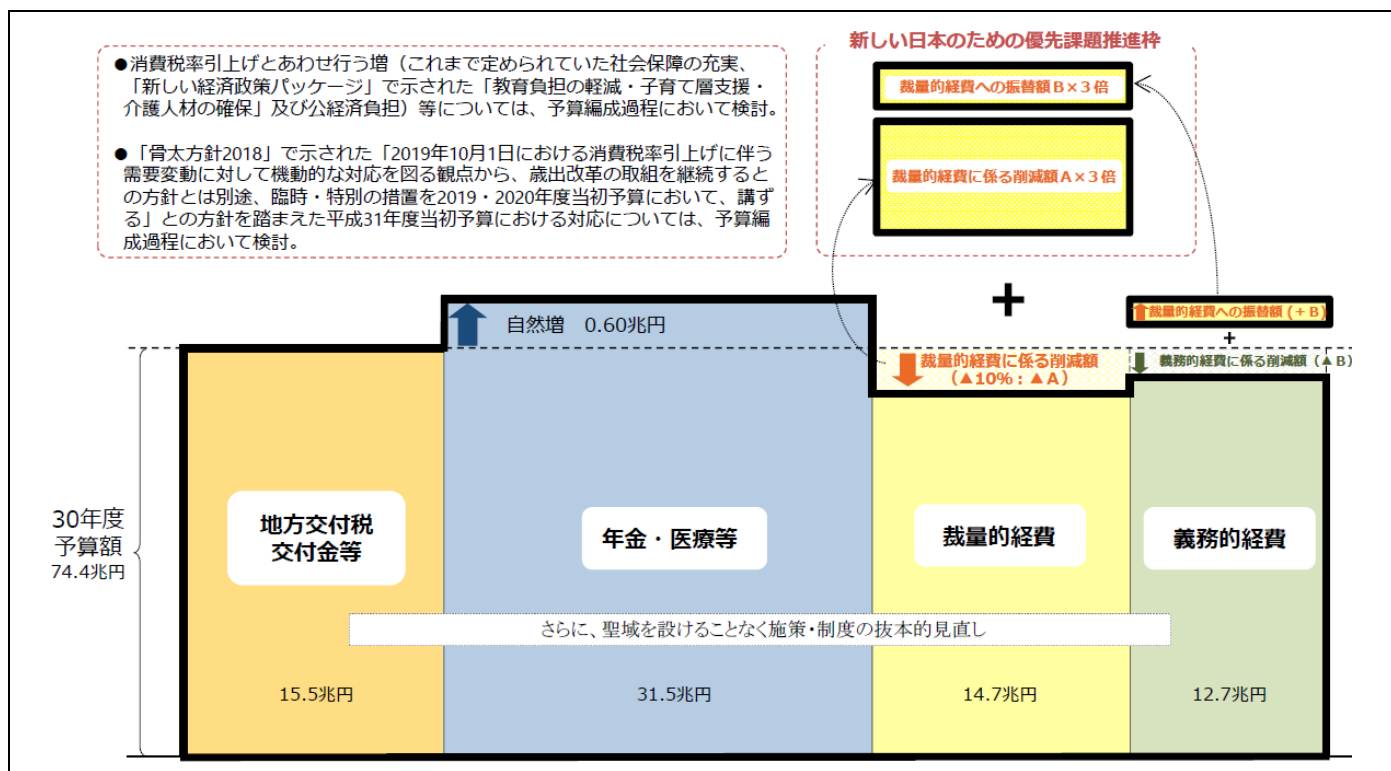 ●消費税率引上げとあわせ行う増（これまで定められていた社会保障の充実、
「新しい経済政策パッケージ」で示された「教育負担の軽減・子育て層支援・
介護人材の確保」及び公経済負担）等については、予算編成過程において検討。
●「骨太方針2018」で示された「2019年10月1日における消費税率引上げに伴う
需要変動に対して機動的な対応を図る観点から、歳出改革の取組を継続すると
の方針とは別途、臨時・特別の措置を2019・2020年度当初予算において、講ず
る」との方針を踏まえた平成31年度当初予算における対応については、予算編
成過程において検討。
新しい日本のための優先課題推進枠
裁量的経費への振替額B×3倍
裁量的経費に係る削減額A×3倍
+
自然増 0.60兆円
裁量的経費に係る削減額
（▲10%：▲A）
裁量的経費への振替額（+B）
+
義務的経費に係る削減額（▲B）
30年度
予算額
74.4兆円
地方交付税
交付金等
年金・医療等
裁量的経費
義務的経費
さらに、聖域を設けることなく施策・制度の抜本的見直し
15.5兆円
31.5兆円
14.7兆円
12.7兆円